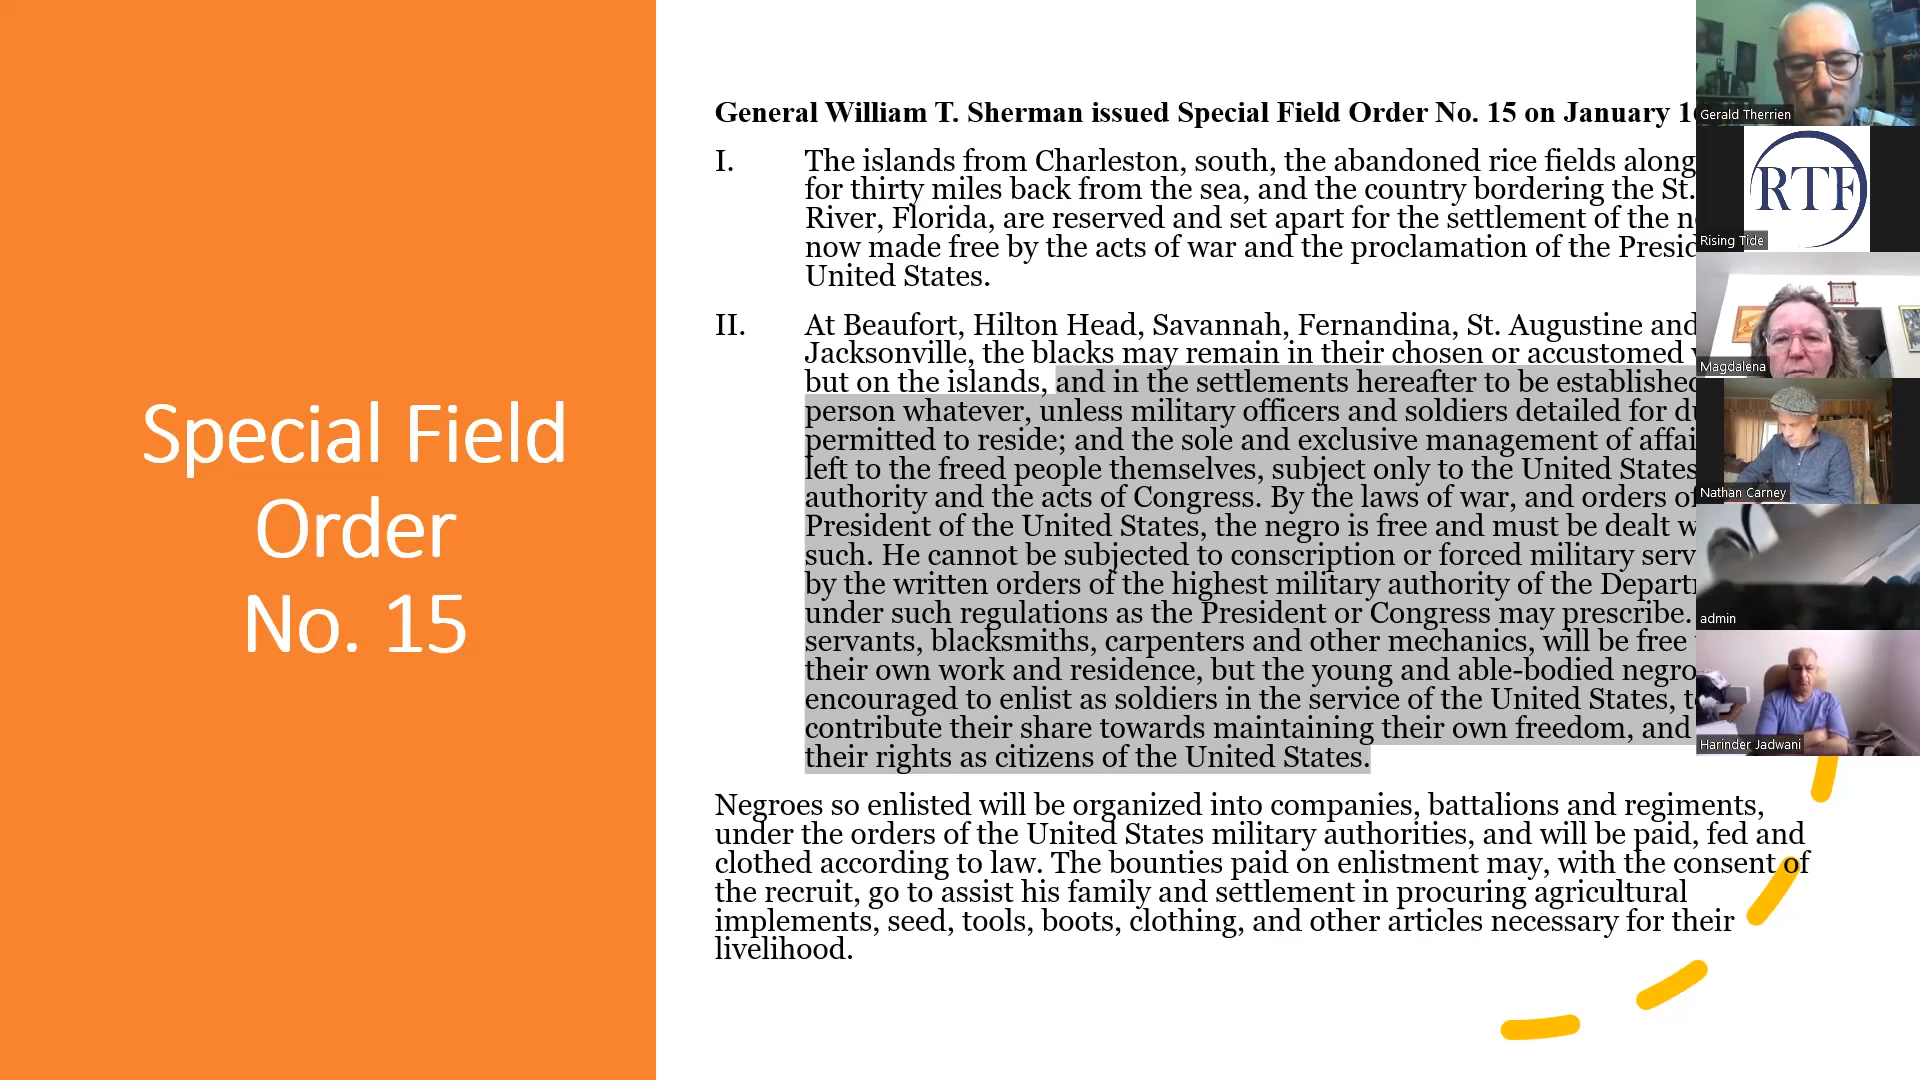 Special Field
Order
No. 15
General William T. Sherman issued Special Field Order No. 15 on January
I. The islands from Charleston, south, the abandoned rice fields along
for thirty miles back from the sea, and the country bordering the St.
River, Florida, are reserved and set apart for the settlement of the
now made free by the acts of war and the proclamation of the
United States.
II. At Beaufort, Hilton Head, Savannah, Fernandina, St. Augustine and
Jacksonville, the blacks may remain in their chosen or accustomed
but on the islands, and in the settlements hereafter to be established
person whatever, unless military officers and soldiers detailed for
permitted to reside; and the sole and exclusive management of
left to the freed people themselves, subject only to the United States
authority and the acts of Congress. By the laws of war, and orders
President of the United States, the negro is free and must be dealt
such. He cannot be subjected to conscription or forced military
by the written orders of the highest military authority of the
under such regulations as the President or Congress may prescribe.
servants, blacksmiths, carpenters and other mechanics, will be free
their own work and residence, but the young and able-bodied
encouraged to enlist as soldiers in the service of the United States,
contribute their share towards maintaining their own freedom, and
their rights as citizens of the United States.
Negroes so enlisted will be organized into companies, battalions and regiments,
under the orders of the United States military authorities, and will be paid, fed and
clothed according to law. The bounties paid on enlistment may, with the consent of
the recruit, go to assist his family and settlement in procuring agricultural
implements, seed, tools, boots, clothing, and other articles necessary for their
livelihood.
Gerald Therrien
RTF
Rising Tide
Magdalena
Nathan Carney
admin
Harinder Jadwani